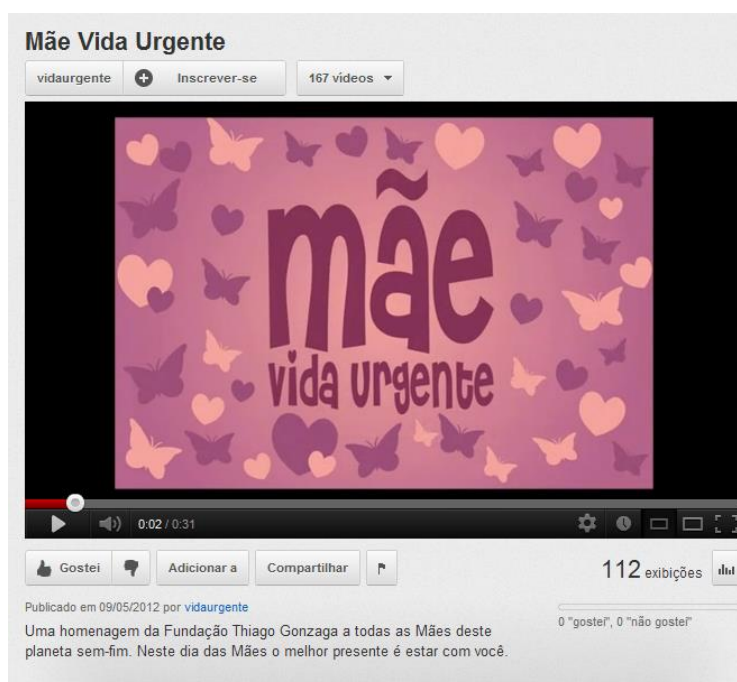 Mãe Vida Urgente
vidaurgente Inscrever-se 167 vídeos
mãe
vida urgente
0:02 / 0:31
Gostei Adicionar a Compartilhar 112 exibições
Publicado em 09/05/2012 por vidaurgente
0 "gostei", 0 "não gostei"
Uma homenagem da Fundação Thiago Gonzaga a todas as Mães deste
planeta sem-fim. Neste dia das Mães o melhor presente é estar com você.